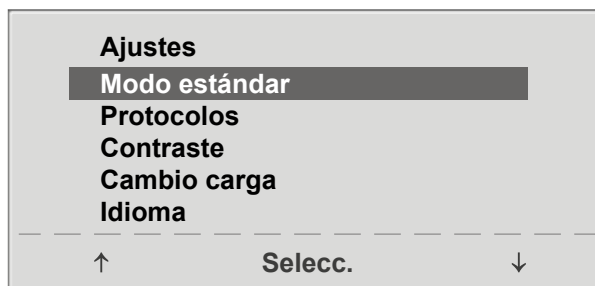 Ajustes
Modo estándar
Protocolos
Contraste
Cambio carga
Idioma
↑ Selecc. ↓